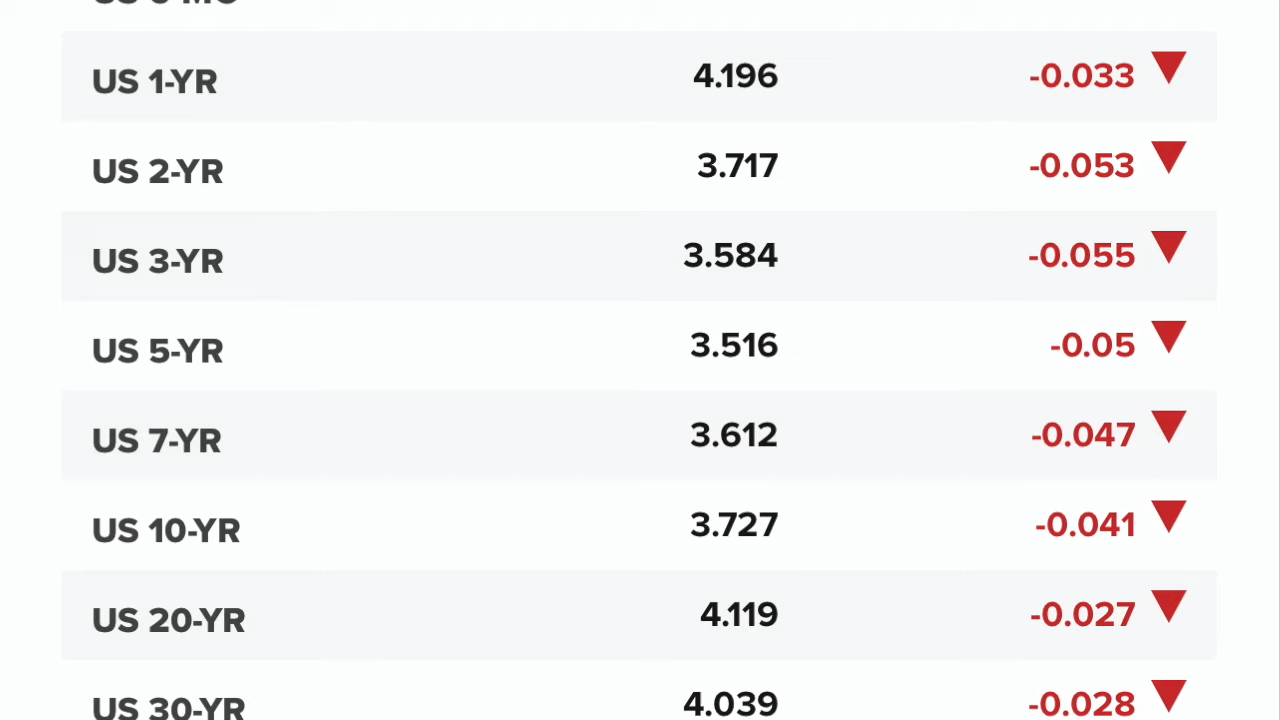 US 1-YR 4.196 -0.033
US 2-YR 3.717 -0.053
US 3-YR 3.584 -0.055
US 5-YR 3.516 -0.05
US 7-YR 3.612 -0.047
US 10-YR 3.727 -0.041
US 20-YR 4.119 -0.027
US 30-YR 4.039 -0.028